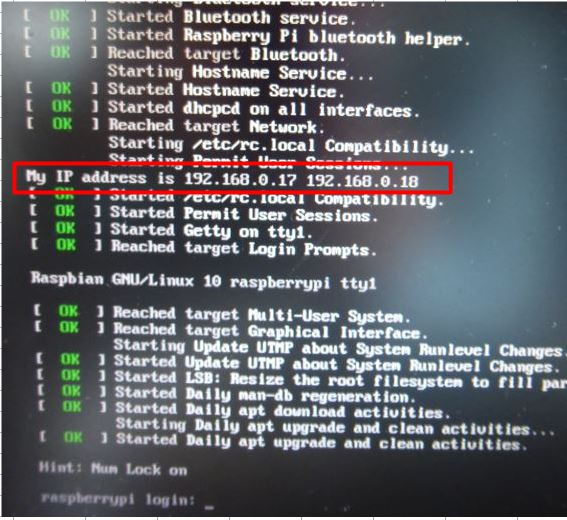 [ OK ] Started Bluetooth service.
[ OK ] Started Raspberry Pi bluetooth helper.
[ OK ] Reached target Bluetooth.
Starting Hostname Service...
[ OK ] Started Hostname Service.
[ OK ] Started dhcpcd on all interfaces.
[ OK ] Reached target Network.
Starting /etc/rc.local Compatibility...
Starting Permit User Sessions...
My IP address is 192.168.0.17 192.168.0.18
[ OK ] Started /etc/rc.local Compatibility.
[ OK ] Started Permit User Sessions.
[ OK ] Started Getty on tty1.
[ OK ] Reached target Login Prompts.
Raspbian GNU/Linux 10 raspberrypi tty1
[ OK ] Reached target Multi-User System.
[ OK ] Reached target Graphical Interface.
Starting Update UTMP about System Runlevel Changes.
[ OK ] Started Update UTMP about System Runlevel Changes.
[ OK ] Started LSB: Resize the root filesystem to fill par
[ OK ] Started Daily man-db regeneration.
[ OK ] Started Daily apt download activities.
Starting Daily apt upgrade and clean activities...
[ OK ] Started Daily apt upgrade and clean activities.
Hint: Num Lock on
raspberrypi login: _